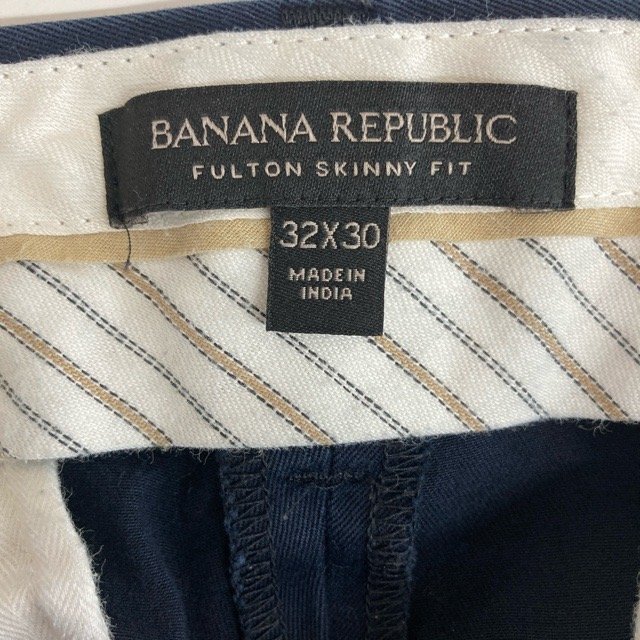 BANANA REPUBLIC
FULTON SKINNY FIT
32X30
MADE IN
INDIA